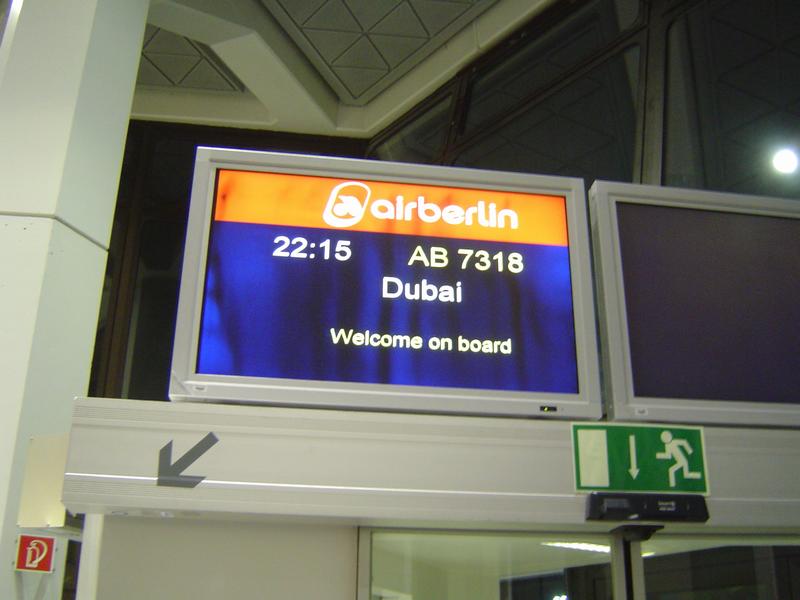 airberlin
22:15 AB 7318
Dubai
Welcome on board